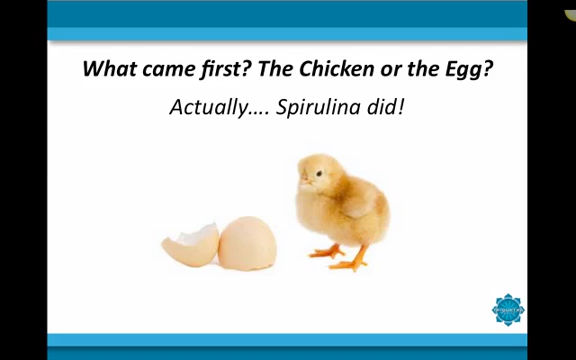 What came first? The Chicken or the Egg?
Actually.... Spirulina did!